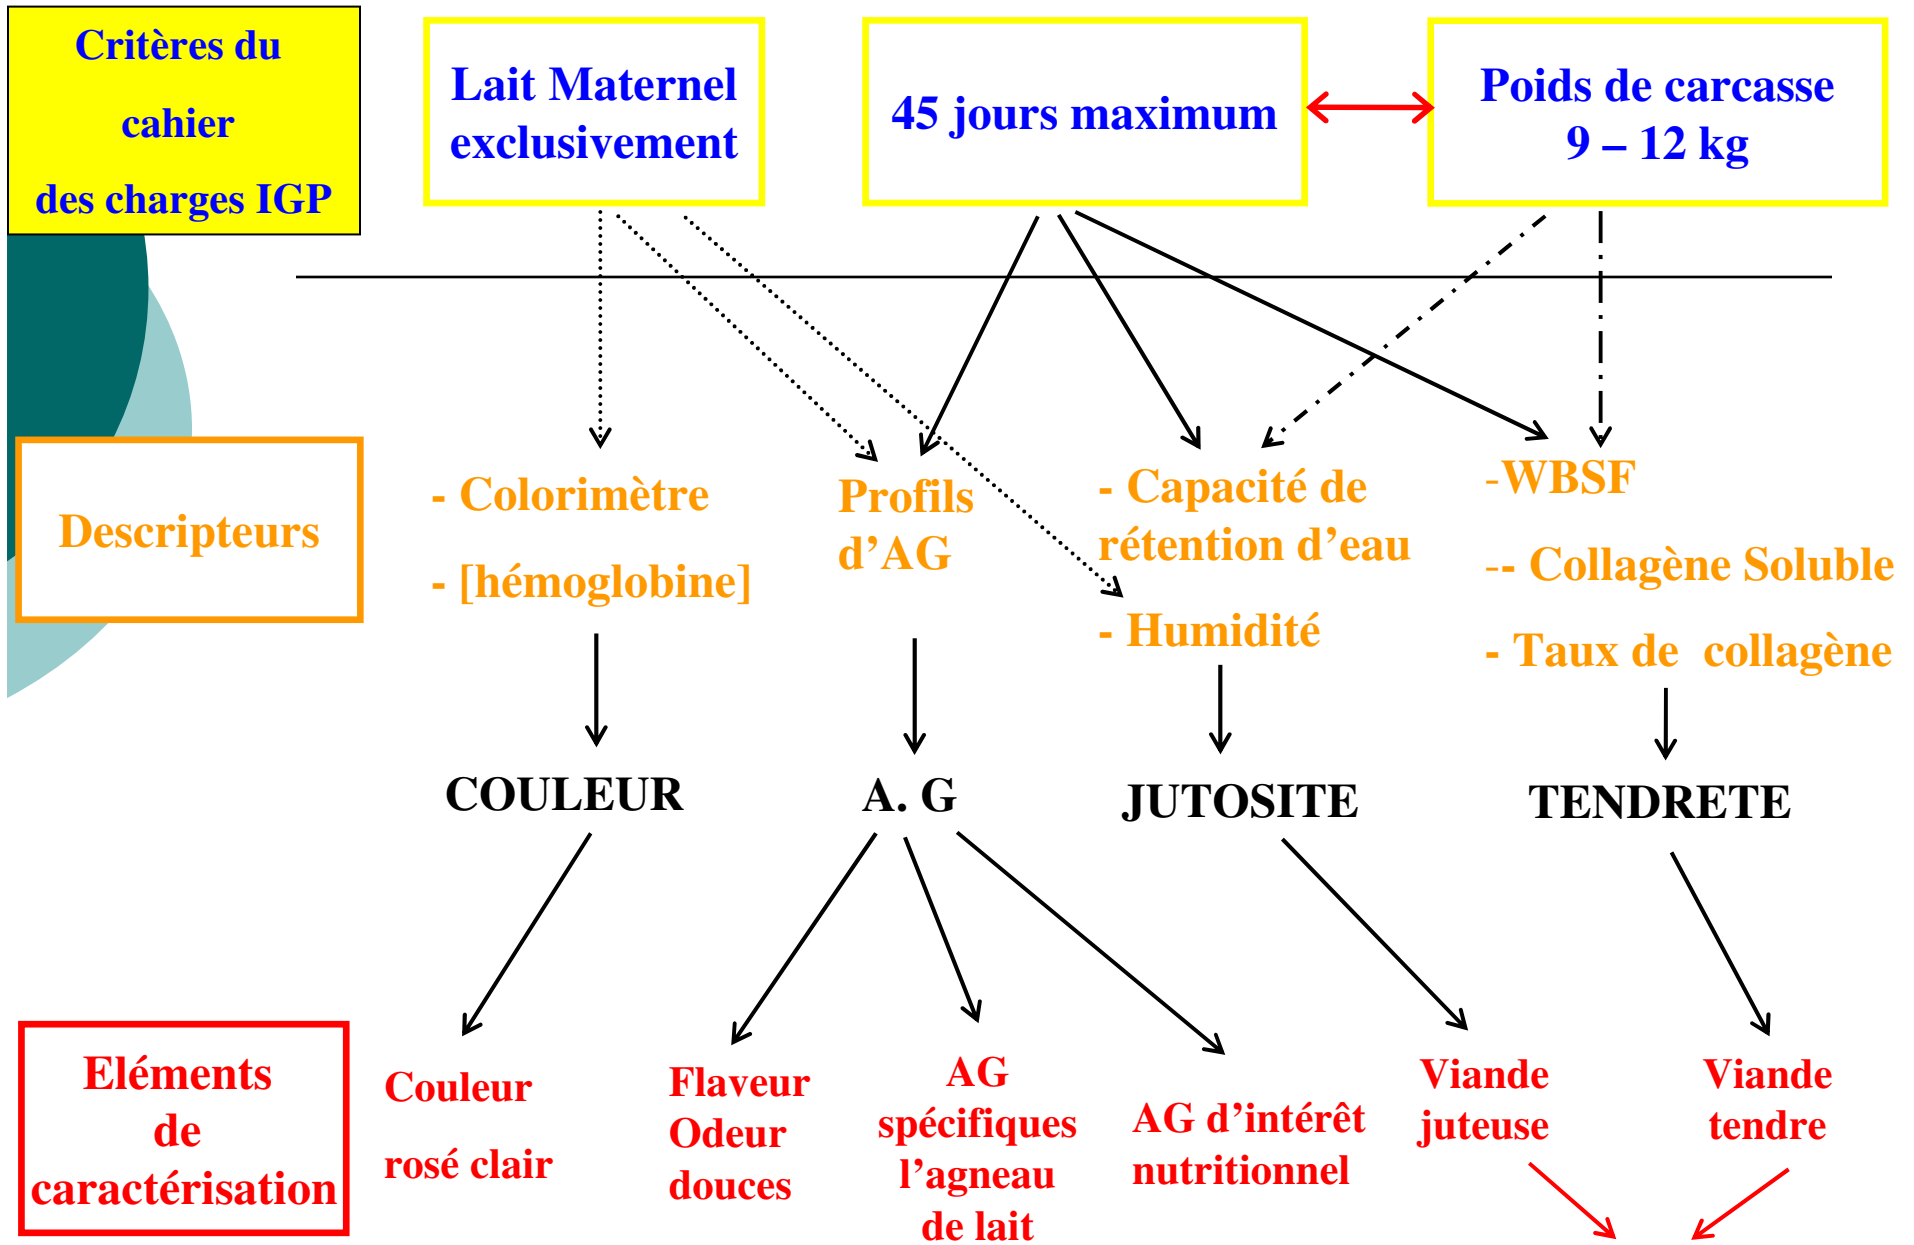 Critères du
cahier
des charges IGP
Lait Maternel
exclusivement
45 jours maximum
Poids de carcasse
9 – 12 kg
Descripteurs
- Colorimètre
- [hémoglobine]
Profils
d’AG
- Capacité de
rétention d’eau
- Humidité
-WBSF
-- Collagène Soluble
- Taux de collagène
COULEUR
A. G
JUTOSITE
TENDRETE
Eléments
de
caractérisation
Couleur
rosé clair
Flaveur
Odeur
douces
AG
spécifiques
l’agneau
de lait
AG d’intérêt
nutritionnel
Viande
juteuse
Viande
tendre